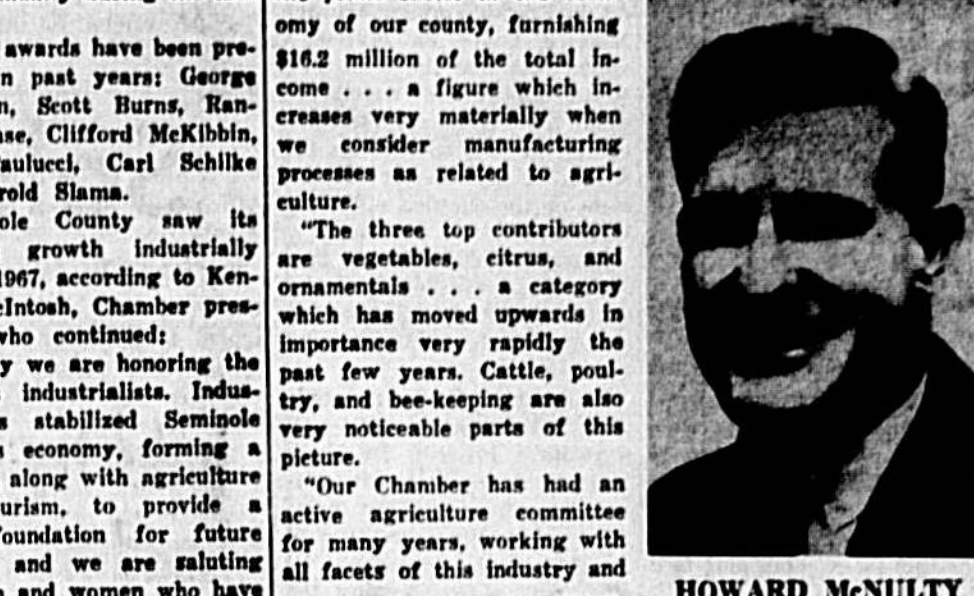 awards have been pre-
n past years: George
n, Scott Burns, Ran-
ase, Clifford McKibbin,
aulucci, Carl Schilke
rold Slama.
ole County saw its
growth industrially
1967, according to Ken-
cIntosh, Chamber pres-
who continued:
y we are honoring the
industrialists. Indus-
s stabilized Seminole
s economy, forming a
along with agriculture
urism, to provide a
foundation for future
and we are saluting
and women who have
omy of our county, furnishing
$16.2 million of the total in-
come . . . a figure which in-
creases very materially when
we consider manufacturing
processes as related to agri-
culture.
"The three top contributors
are vegetables, citrus, and
ornamentals . . . a category
which has moved upwards in
importance very rapidly the
past few years. Cattle, poul-
try, and bee-keeping are also
very noticeable parts of this
picture.
"Our Chamber has had an
active agriculture committee
for many years, working with
all facets of this industry and
HOWARD McNULTY